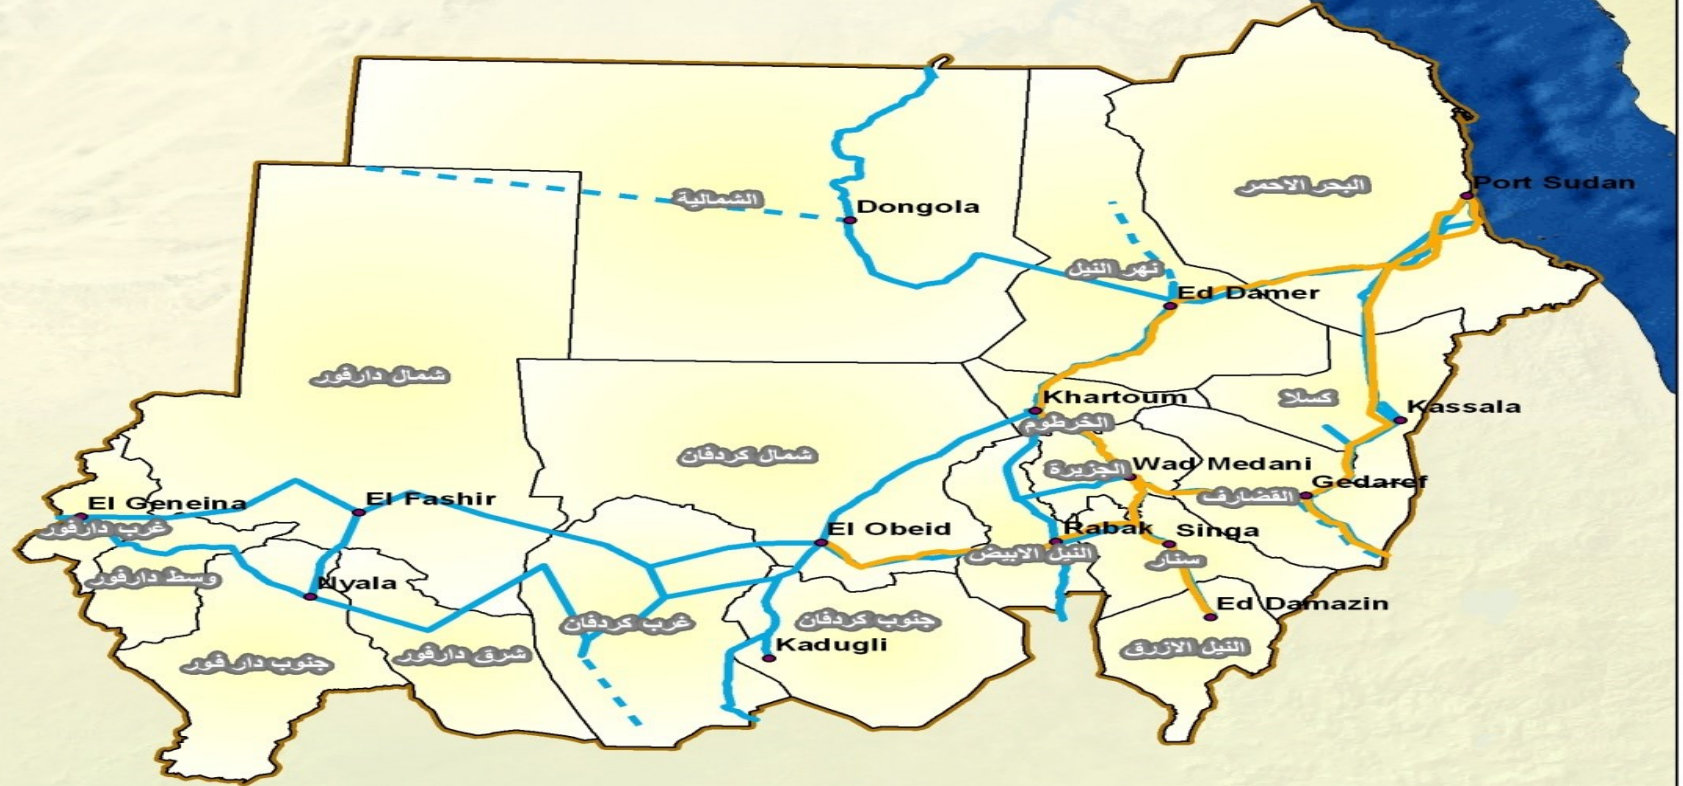 البحر الاحمر
Port Sudan
الشمالية
Dongola
نهر النيل
Ed Damer
شمال دارفور
كسلا
Khartoum
Kassala
الخرطوم
شمال كردفان
الجزيرة
Wad Medani
Gedaref
القضارف
El Geneina
El Fashir
غرب دارفور
El Obeid
Rabak
Singa
النيل الابيض
سنار
وسط دارفور
Nyala
Ed Damazin
غرب كردفان
جنوب كردفان
Kadugli
النيل الازرق
شرق دارفور
جنوب دار فور